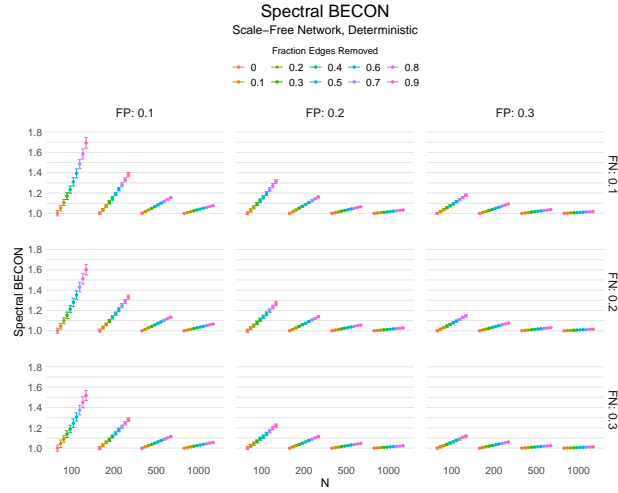 Spectral BECON
Scale−Free Network, Deterministic
Fraction Edges Removed
0 0.2 0.4 0.6 0.8
0.1 0.3 0.5 0.7 0.9
FP: 0.1 FP: 0.2 FP: 0.3
1.8
1.6
1.4
1.2
1.0
FN: 0.1
1.8
1.6
1.4
1.2
1.0
FN: 0.2
Spectral BECON
1.8
1.6
1.4
1.2
1.0
FN: 0.3
100 200 500 1000 100 200 500 1000 100 200 500 1000
N